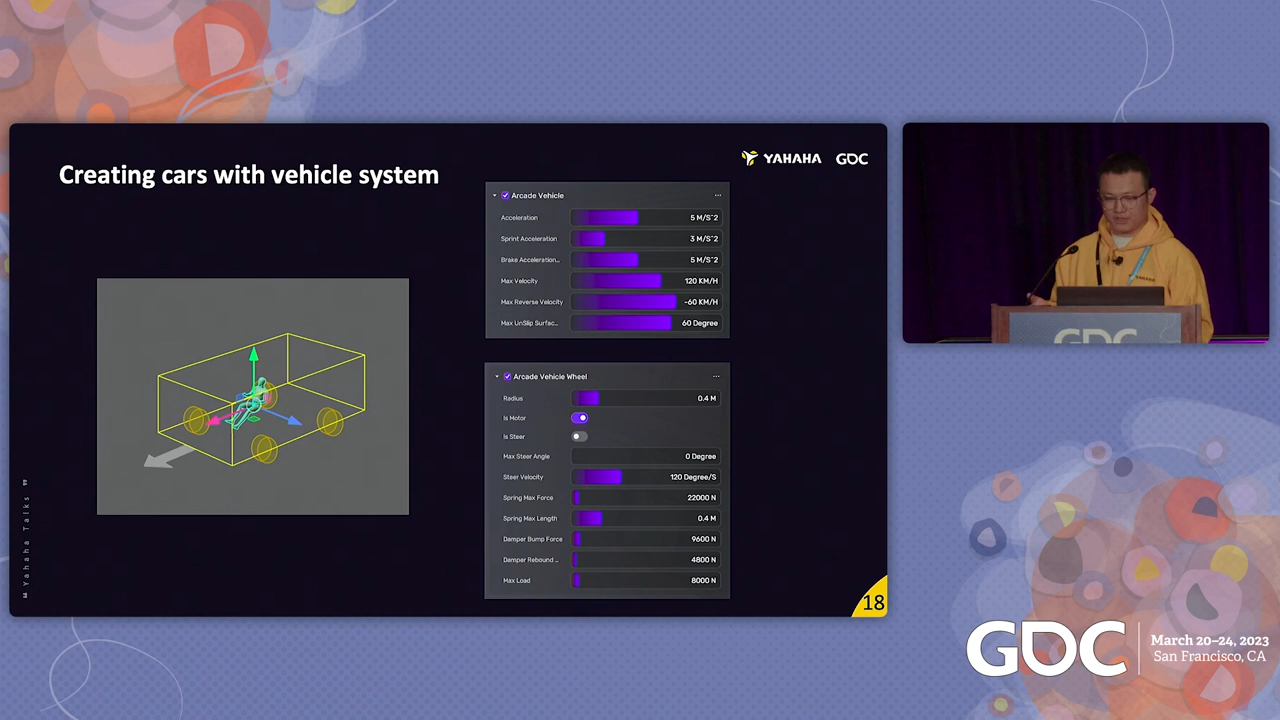 Creating cars with vehicle system
YAHAHA GDC
Arcade Vehicle
Acceleration 5 M/S^2
Sprint Acceleration 3 M/S^2
Brake Acceleration... 5 M/S^2
Max Velocity 120 KM/H
Max Reverse Velocity -60 KM/H
Max UnSlip Surfac... 60 Degree
Arcade Vehicle Wheel
Radius 0.4 M
Is Motor
Is Steer
Max Steer Angle 0 Degree
Steer Velocity 120 Degree/S
Spring Max Force 22000 N
Spring Max Length 0.4 M
Damper Bump Force 9600 N
Damper Rebound ... 4800 N
Max Load 8000 N
"Yahaha Talks"
18
YAHAHA
GDC
GDC
March 20–24, 2023
San Francisco, CA